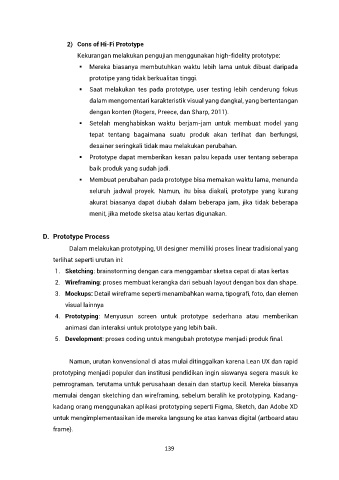 2) Cons of Hi-Fi Prototype
Kekurangan melakukan pengujian menggunakan high-fidelity prototype:
▪ Mereka biasanya membutuhkan waktu lebih lama untuk dibuat daripada
prototipe yang tidak berkualitas tinggi.
▪ Saat melakukan tes pada prototype, user testing lebih cenderung fokus
dalam mengomentari karakteristik visual yang dangkal, yang bertentangan
dengan konten (Rogers, Preece, dan Sharp, 2011).
▪ Setelah menghabiskan waktu berjam-jam untuk membuat model yang
tepat tentang bagaimana suatu produk akan terlihat dan berfungsi,
desainer seringkali tidak mau melakukan perubahan.
▪ Prototype dapat memberikan kesan palsu kepada user tentang seberapa
baik produk yang sudah jadi.
▪ Membuat perubahan pada prototype bisa memakan waktu lama, menunda
seluruh jadwal proyek. Namun, itu bisa diakali, prototype yang kurang
akurat biasanya dapat diubah dalam beberapa jam, jika tidak beberapa
menit, jika metode sketsa atau kertas digunakan.
D. Prototype Process
Dalam melakukan prototyping, UI designer memiliki proses linear tradisional yang
terlihat seperti urutan ini:
1. Sketching: brainstorming dengan cara menggambar sketsa cepat di atas kertas
2. Wireframing: proses membuat kerangka dari sebuah layout dengan box dan shape.
3. Mockups: Detail wireframe seperti menambahkan warna, tipografi, foto, dan elemen
visual lainnya
4. Prototyping: Menyusun screen untuk prototype sederhana atau memberikan
animasi dan interaksi untuk prototype yang lebih baik.
5. Development: proses coding untuk mengubah prototype menjadi produk final.
Namun, urutan konvensional di atas mulai ditinggalkan karena Lean UX dan rapid
prototyping menjadi populer dan institusi pendidikan ingin siswanya segera masuk ke
pemrograman, terutama untuk perusahaan desain dan startup kecil. Mereka biasanya
memulai dengan sketching dan wireframing, sebelum beralih ke prototyping. Kadang-
kadang orang menggunakan aplikasi prototyping seperti Figma, Sketch, dan Adobe XD
untuk mengimplementasikan ide mereka langsung ke atas kanvas digital (artboard atau
frame).
139